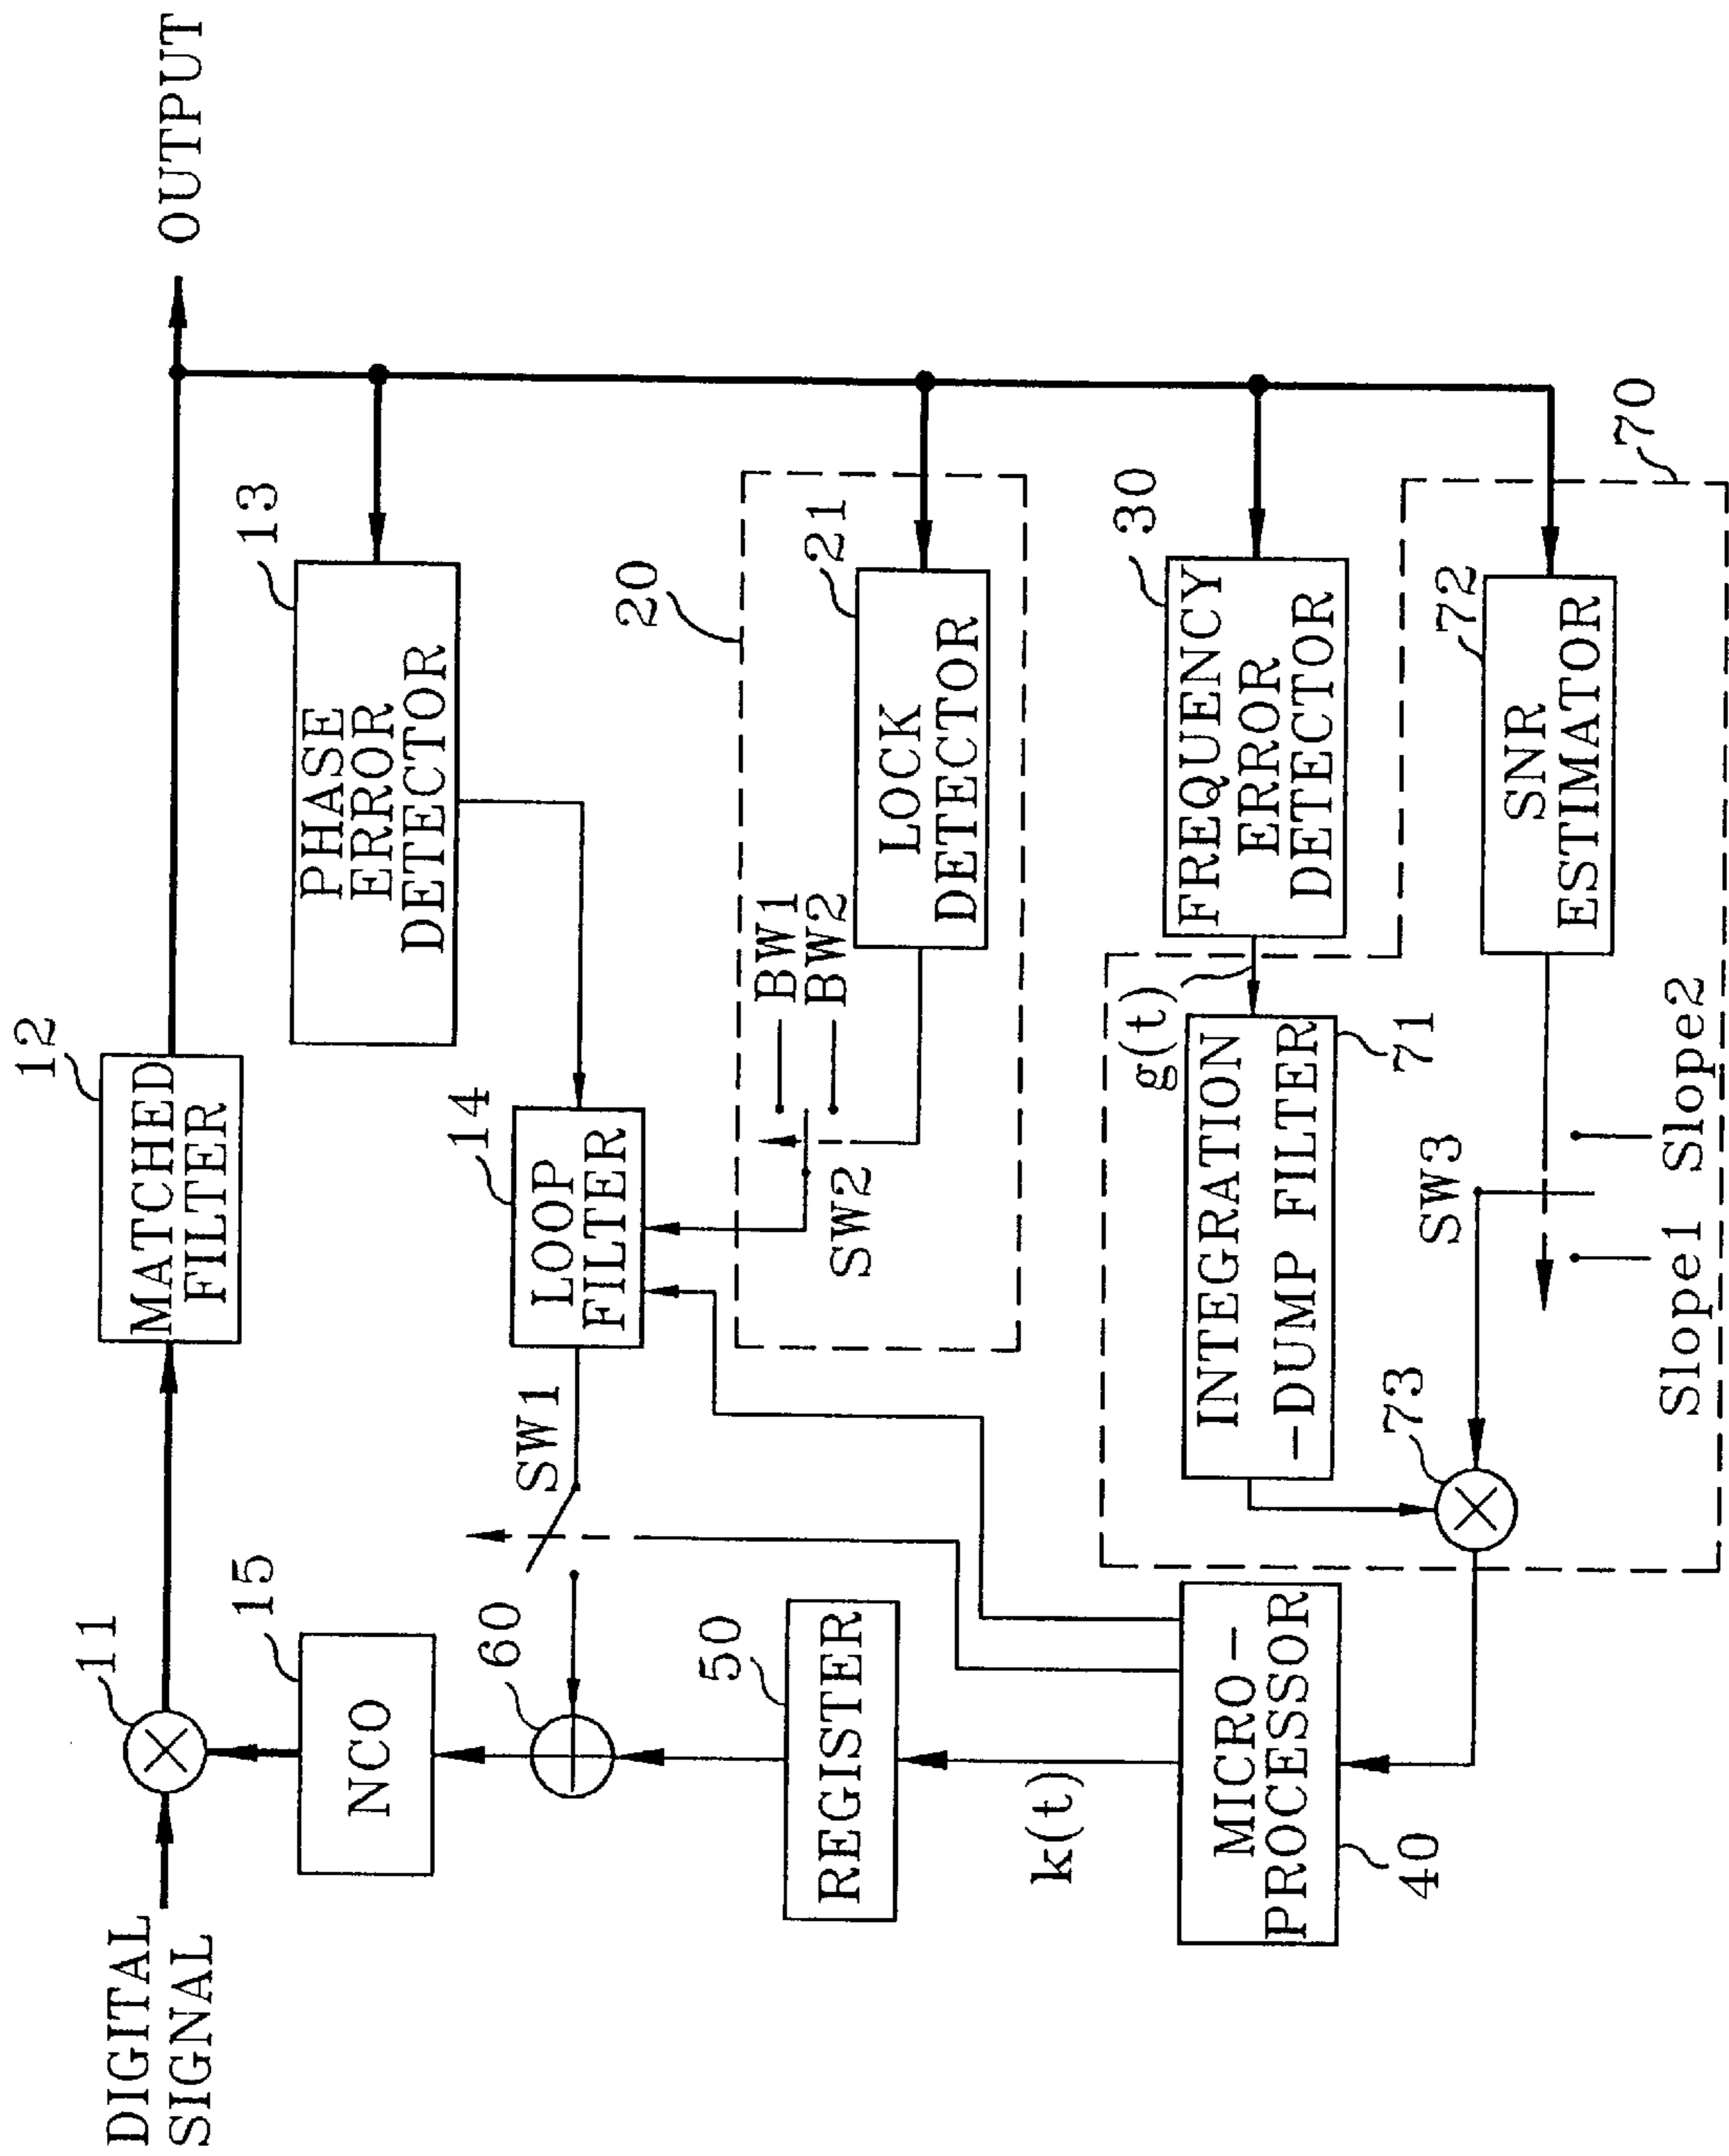 DIGITAL
SIGNAL
11
12
MATCHED
FILTER
OUTPUT
15
NCO
13
PHASE
ERROR
DETECTOR
14
LOOP
FILTER
SW1
60
20
BW1
BW2
SW2
21
LOCK
DETECTOR
50
REGISTER
k(t)
30
FREQUENCY
ERROR
DETECTOR
g(t)
MICRO-
PROCESSOR
40
INTEGRATION
-DUMP FILTER
71
73
SW3
72
SNR
ESTIMATOR
Slope1 Slope2
70